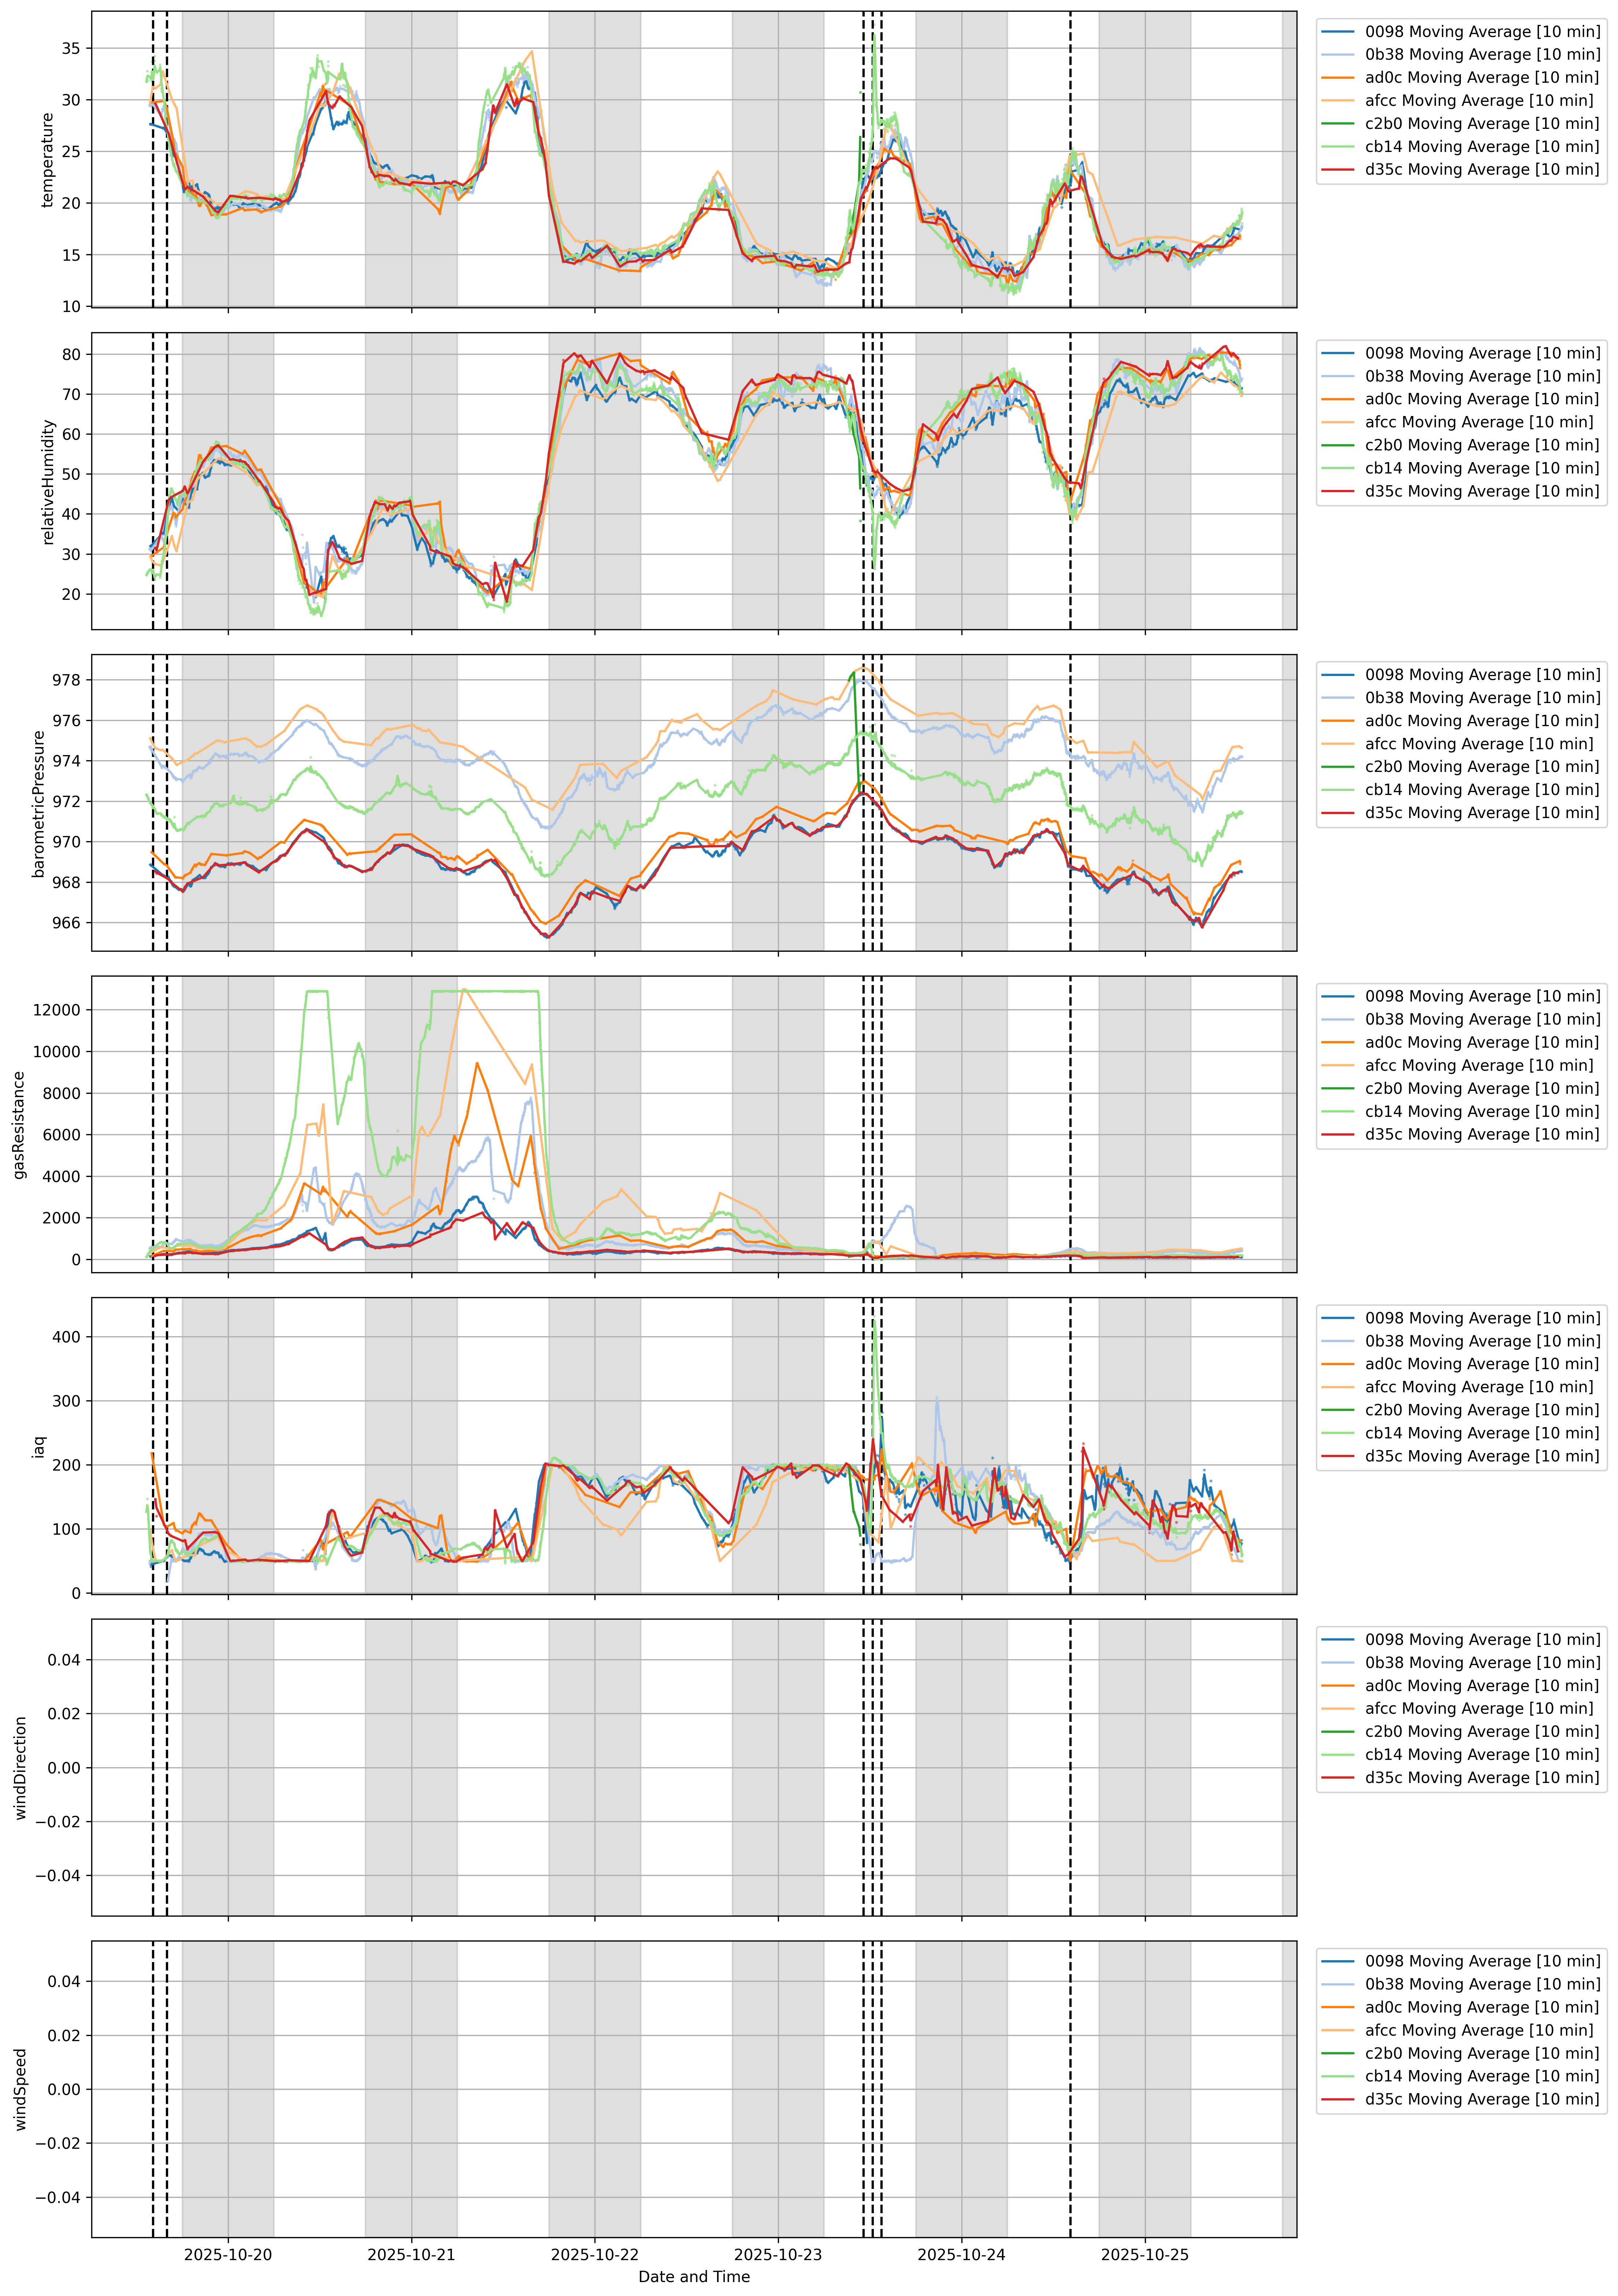 35
30
25
20
15
10
temperature
0098 Moving Average [10 min]
0b38 Moving Average [10 min]
ad0c Moving Average [10 min]
afcc Moving Average [10 min]
c2b0 Moving Average [10 min]
cb14 Moving Average [10 min]
d35c Moving Average [10 min]
80
70
60
50
40
30
20
relativeHumidity
0098 Moving Average [10 min]
0b38 Moving Average [10 min]
ad0c Moving Average [10 min]
afcc Moving Average [10 min]
c2b0 Moving Average [10 min]
cb14 Moving Average [10 min]
d35c Moving Average [10 min]
978
976
974
972
970
968
966
barometricPressure
0098 Moving Average [10 min]
0b38 Moving Average [10 min]
ad0c Moving Average [10 min]
afcc Moving Average [10 min]
c2b0 Moving Average [10 min]
cb14 Moving Average [10 min]
d35c Moving Average [10 min]
12000
10000
8000
6000
4000
2000
0
gasResistance
0098 Moving Average [10 min]
0b38 Moving Average [10 min]
ad0c Moving Average [10 min]
afcc Moving Average [10 min]
c2b0 Moving Average [10 min]
cb14 Moving Average [10 min]
d35c Moving Average [10 min]
400
300
200
100
0
iaq
0098 Moving Average [10 min]
0b38 Moving Average [10 min]
ad0c Moving Average [10 min]
afcc Moving Average [10 min]
c2b0 Moving Average [10 min]
cb14 Moving Average [10 min]
d35c Moving Average [10 min]
0.04
0.02
0.00
−0.02
−0.04
windDirection
0098 Moving Average [10 min]
0b38 Moving Average [10 min]
ad0c Moving Average [10 min]
afcc Moving Average [10 min]
c2b0 Moving Average [10 min]
cb14 Moving Average [10 min]
d35c Moving Average [10 min]
0.04
0.02
0.00
−0.02
−0.04
windSpeed
0098 Moving Average [10 min]
0b38 Moving Average [10 min]
ad0c Moving Average [10 min]
afcc Moving Average [10 min]
c2b0 Moving Average [10 min]
cb14 Moving Average [10 min]
d35c Moving Average [10 min]
2025-10-20 2025-10-21 2025-10-22 2025-10-23 2025-10-24 2025-10-25
Date and Time